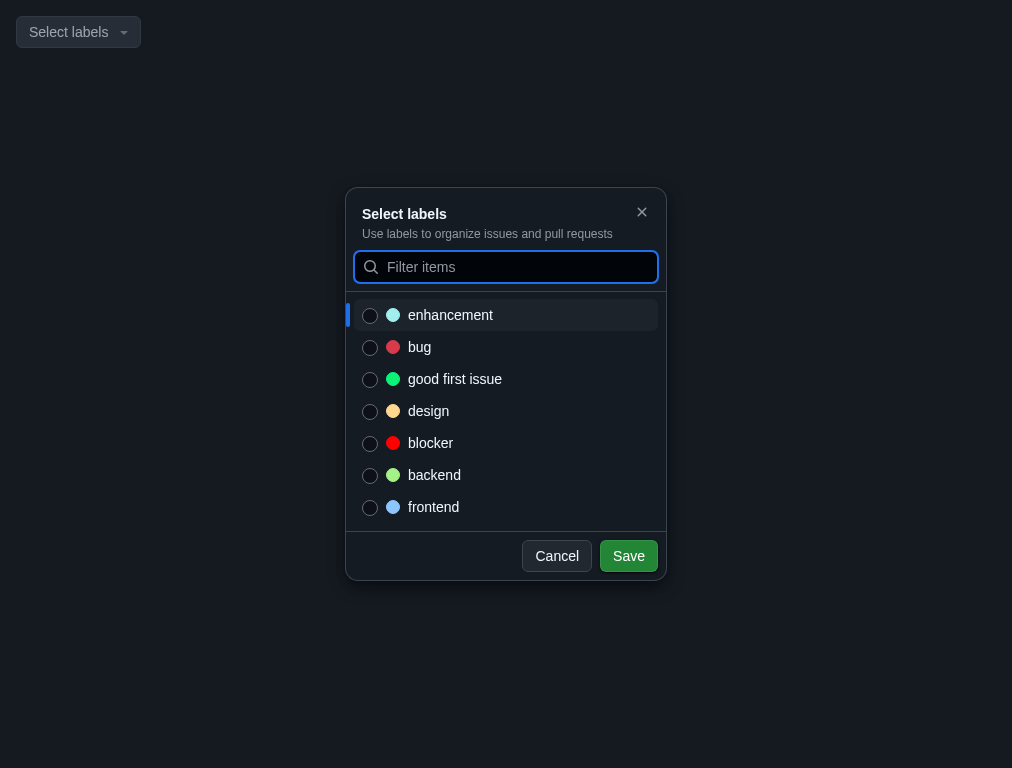 Select labels
Select labels
Use labels to organize issues and pull requests
Filter items
enhancement
bug
good first issue
design
blocker
backend
frontend
Cancel Save